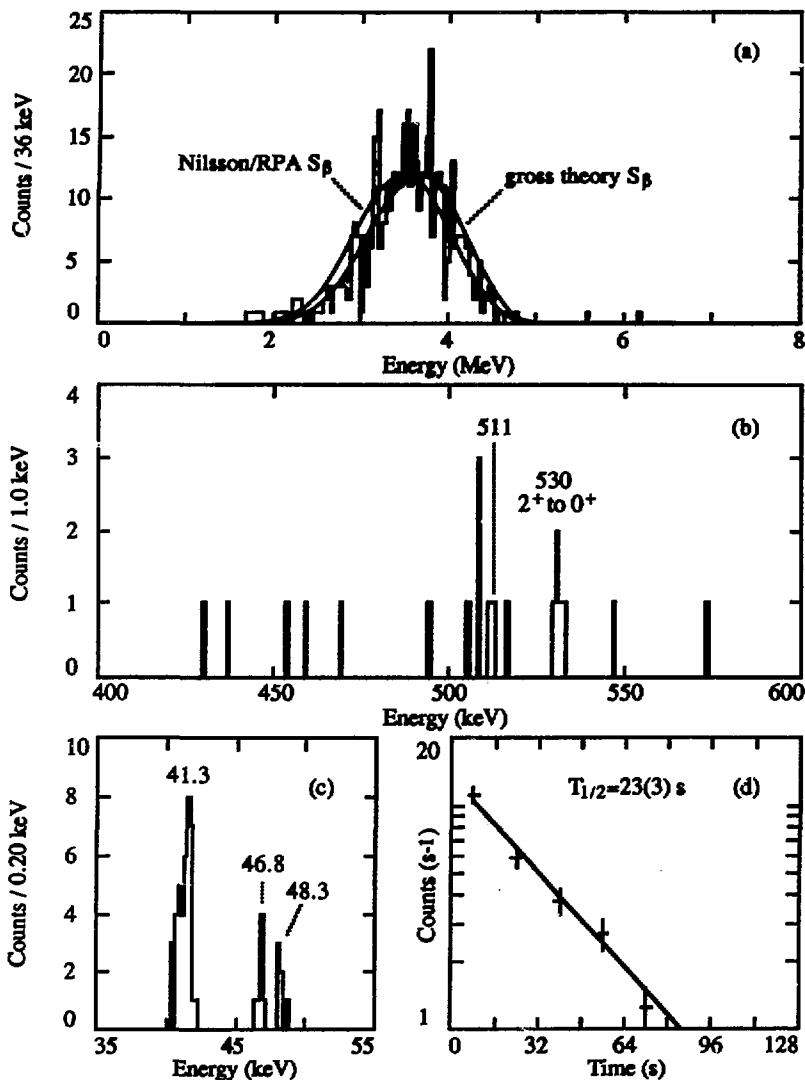 (a)
Counts / 36 keV
25
20
15
10
5
0
Nilsson/RPA Sβ
gross theory Sβ
0 2 4 6 8
Energy (MeV)
(b)
Counts / 1.0 keV
4
3
2
1
0
511
530
2+ to 0+
400 450 500 550 600
Energy (keV)
(c)
Counts / 0.20 keV
10
8
6
4
2
0
41.3
46.8
48.3
35 45 55
Energy (keV)
(d)
Counts (s-1)
20
1
T1/2=23(3) s
0 32 64 96 128
Time (s)